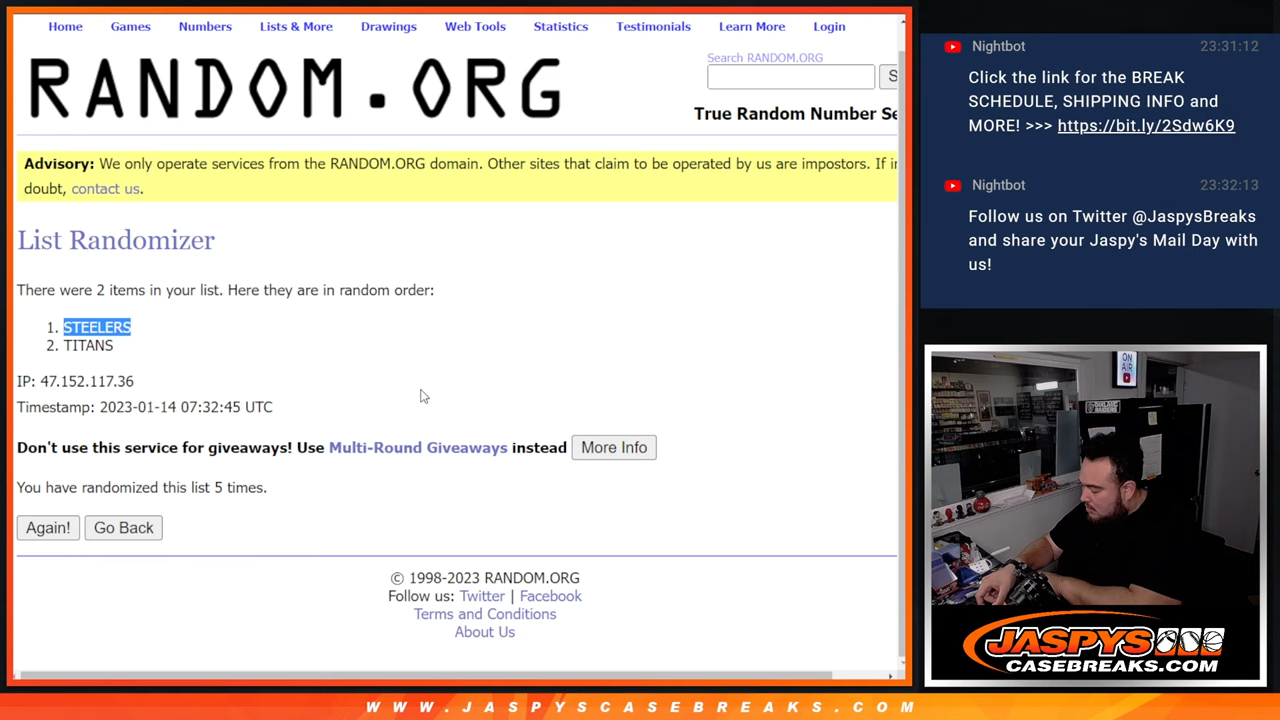 Home Games Numbers Lists & More Drawings Web Tools Statistics Testimonials Learn More Login
RANDOM.ORG
Search RANDOM.ORG
True Random Number Se
Advisory: We only operate services from the RANDOM.ORG domain. Other sites that claim to be operated by us are impostors. If in
doubt, contact us.
List Randomizer
There were 2 items in your list. Here they are in random order:
1. STEELERS
2. TITANS
IP: 47.152.117.36
Timestamp: 2023-01-14 07:32:45 UTC
Don't use this service for giveaways! Use Multi-Round Giveaways instead More Info
You have randomized this list 5 times.
Again! Go Back
© 1998-2023 RANDOM.ORG
Follow us: Twitter | Facebook
Terms and Conditions
About Us
Nightbot 23:31:12
Click the link for the BREAK
SCHEDULE, SHIPPING INFO and
MORE! >>> https://bit.ly/2Sdw6K9
Nightbot 23:32:13
Follow us on Twitter @JaspysBreaks
and share your Jaspy's Mail Day with
us!
ON
AIR
JASPYS
CASEBREAKS.COM
WWW.JASPYSCASEBREAKS.COM